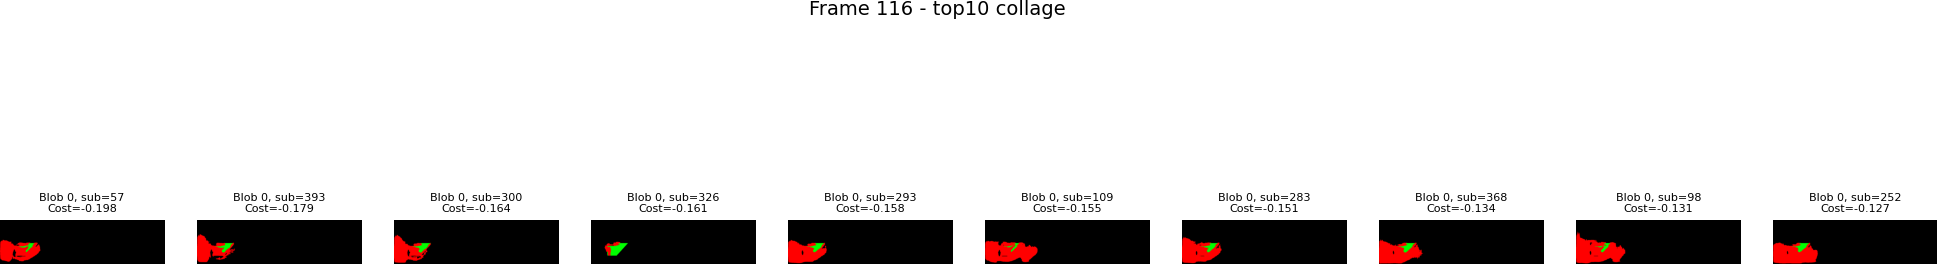 Frame 116 - top10 collage
Blob 0, sub=57
Cost=-0.198
Blob 0, sub=393
Cost=-0.179
Blob 0, sub=300
Cost=-0.164
Blob 0, sub=326
Cost=-0.161
Blob 0, sub=293
Cost=-0.158
Blob 0, sub=109
Cost=-0.155
Blob 0, sub=283
Cost=-0.151
Blob 0, sub=368
Cost=-0.134
Blob 0, sub=98
Cost=-0.131
Blob 0, sub=252
Cost=-0.127